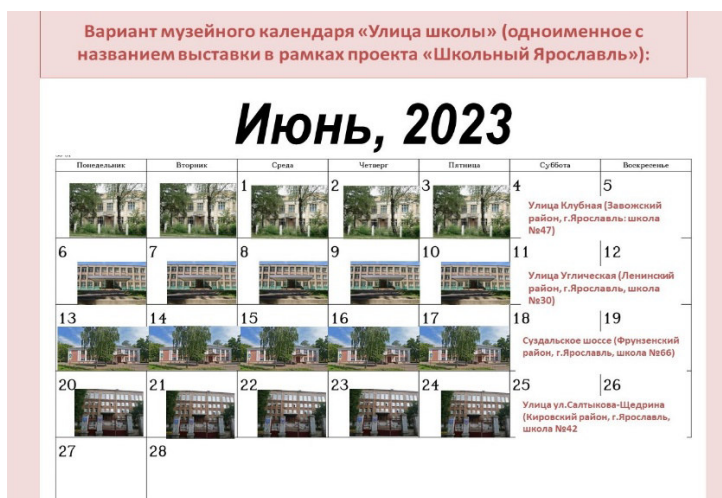 Вариант музейного календаря «Улица школы» (одноименное с
названием выставки в рамках проекта «Школьный Ярославль»):
Июнь, 2023
Понедельник Вторник Среда Четверг Пятница Суббота Воскресенье
1 2 3 4 5
Улица Клубная (Завожский
район, г.Ярославль: школа
№47)
6 7 8 9 10 11 12
Улица Угличская (Ленинский
район, г.Ярославль, школа
№30)
13 14 15 16 17 18 19
Суздальское шоссе (Фрунзенский
район, г.Ярославль, школа №66)
20 21 22 23 24 25 26
Улица ул.Салтыкова-Щедрина
(Кировский район, г.Ярославль,
школа №42
27 28